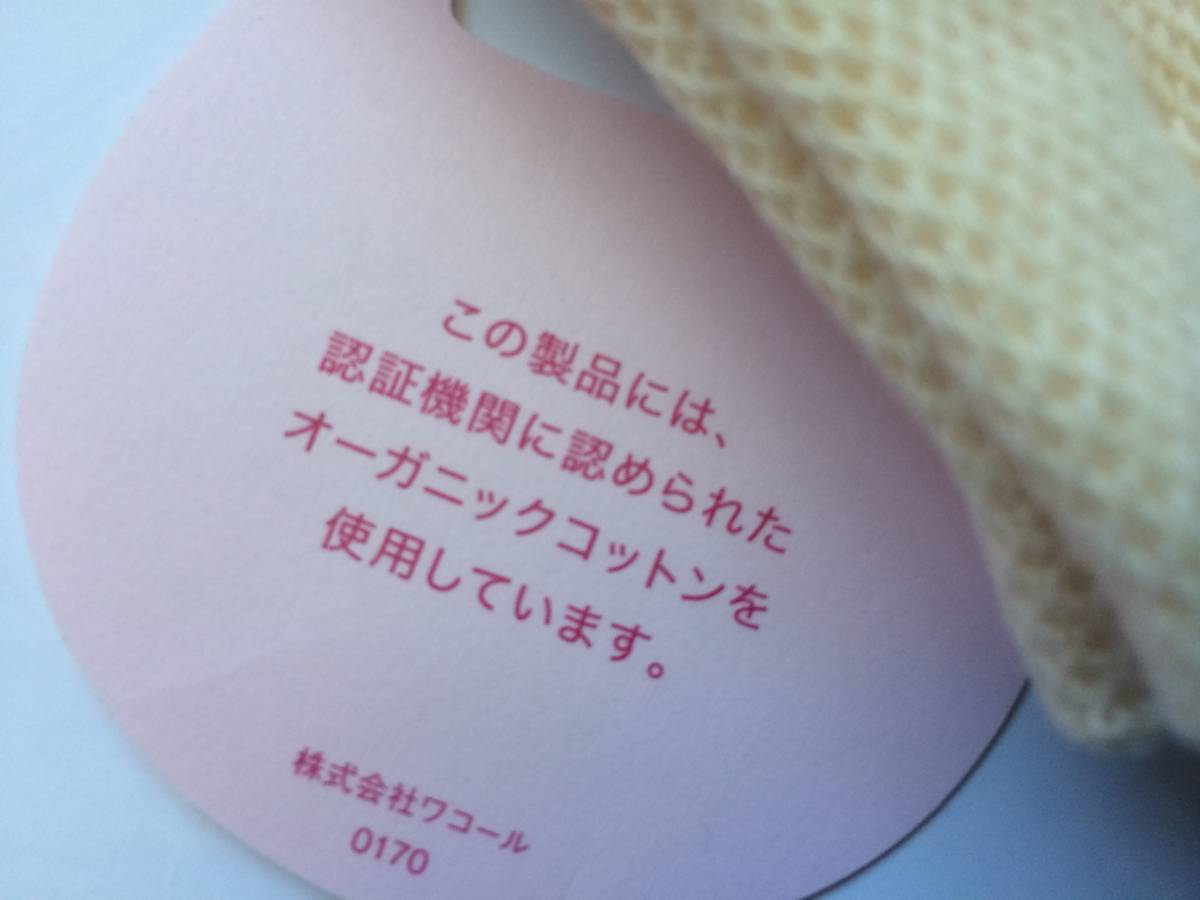 この製品には、
認証機関に認められた
オーガニックコットンを
使用しています。
株式会社ワコール
0170